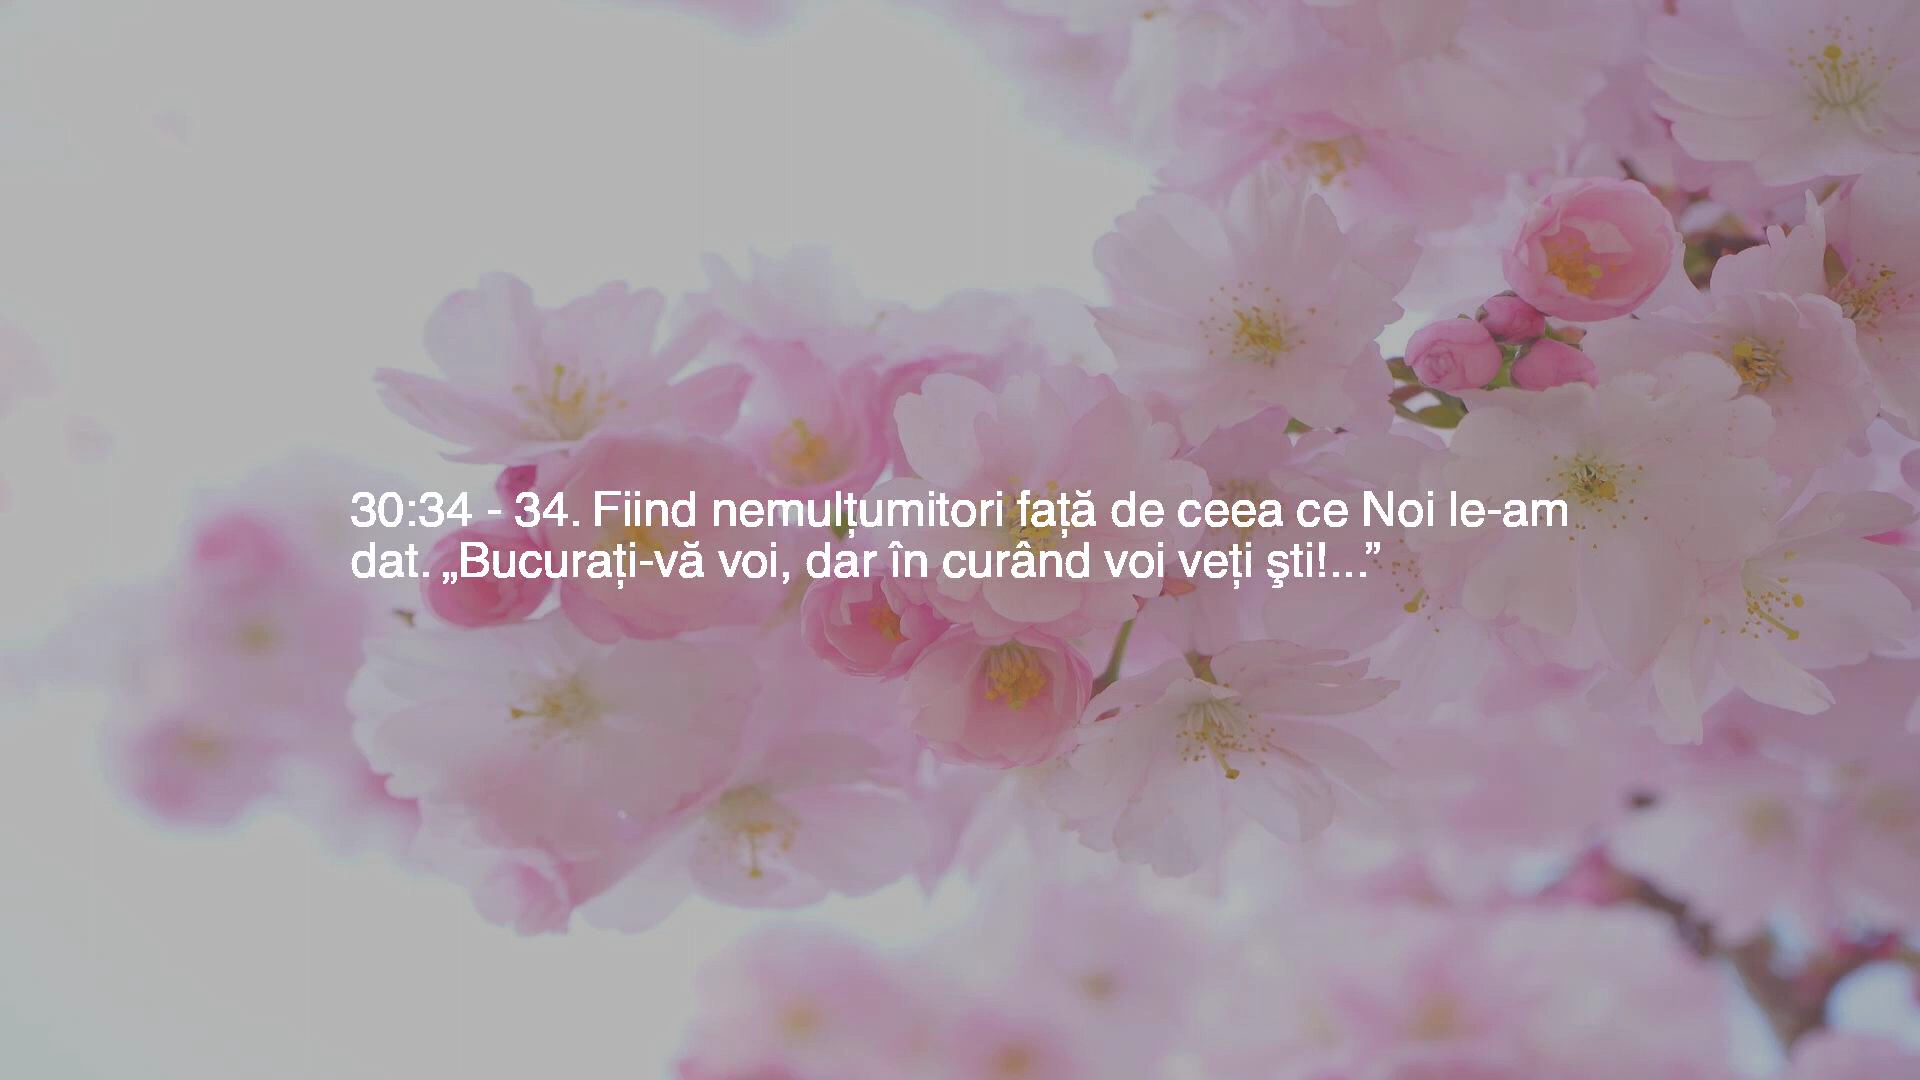 30:34 - 34. Fiind nemulțumitori față de ceea ce Noi le-am
dat. „Bucurați-vă voi, dar în curând voi veți şti!...”